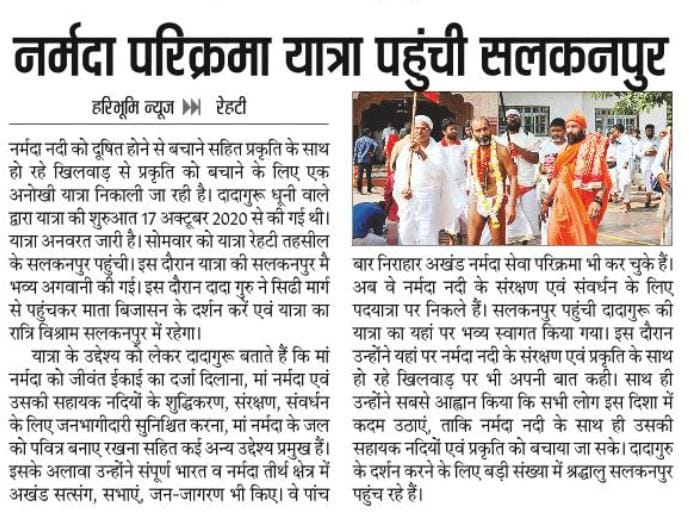 नर्मदा परिक्रमा यात्रा पहुंची सलकनपुर
हरिभूमि न्यूज ▶▶| रेहटी
नर्मदा नदी को दूषित होने से बचाने सहित प्रकृति के साथ
हो रहे खिलवाड़ से प्रकृति को बचाने के लिए एक
अनोखी यात्रा निकाली जा रही है। दादागुरू धूनी वाले
द्वारा यात्रा की शुरुआत 17 अक्टूबर 2020 से की गई थी।
यात्रा अनवरत जारी है। सोमवार को यात्रा रेहटी तहसील
के सलकनपुर पहुंची। इस दौरान यात्रा की सलकनपुर मै
भव्य अगवानी की गई। इस दौरान दादा गुरु ने सिढी मार्ग
से पहुंचकर माता बिजासन के दर्शन करें एवं यात्रा का
रात्रि विश्राम सलकनपुर में रहेगा।
यात्रा के उद्देश्य को लेकर दादागुरू बताते हैं कि मां
नर्मदा को जीवंत ईकाई का दर्जा दिलाना, मां नर्मदा एवं
उसकी सहायक नदियों के शुद्धिकरण, संरक्षण, संवर्धन
के लिए जनभागीदारी सुनिश्चित करना, मां नर्मदा के जल
को पवित्र बनाए रखना सहित कई अन्य उद्देश्य प्रमुख हैं।
इसके अलावा उन्होंने संपूर्ण भारत व नर्मदा तीर्थ क्षेत्र में
अखंड सत्संग, सभाएं, जन-जागरण भी किए। वे पांच
बार निराहार अखंड नर्मदा सेवा परिक्रमा भी कर चुके हैं।
अब वे नर्मदा नदी के संरक्षण एवं संवर्धन के लिए
पदयात्रा पर निकले हैं। सलकनपुर पहुंची दादागुरू की
यात्रा का यहां पर भव्य स्वागत किया गया। इस दौरान
उन्होंने यहां पर नर्मदा नदी के संरक्षण एवं प्रकृति के साथ
हो रहे खिलवाड़ पर भी अपनी बात कही। साथ ही
उन्होंने सबसे आह्वान किया कि सभी लोग इस दिशा में
कदम उठाएं, ताकि नर्मदा नदी के साथ ही उसकी
सहायक नदियों एवं प्रकृति को बचाया जा सके। दादागुरू
के दर्शन करने के लिए बड़ी संख्या में श्रद्धालु सलकनपुर
पहुंच रहे हैं।